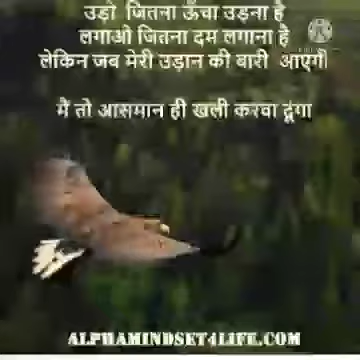 उड़ो जितना ऊँचा उड़ना है
लगाओ जितना दम लगाना है
लेकिन जब मेरी उड़ान की बारी आएगी
मैं तो आसमान ही खली करवा दूंगा
ALPHAMINDSET4LIFE.COM